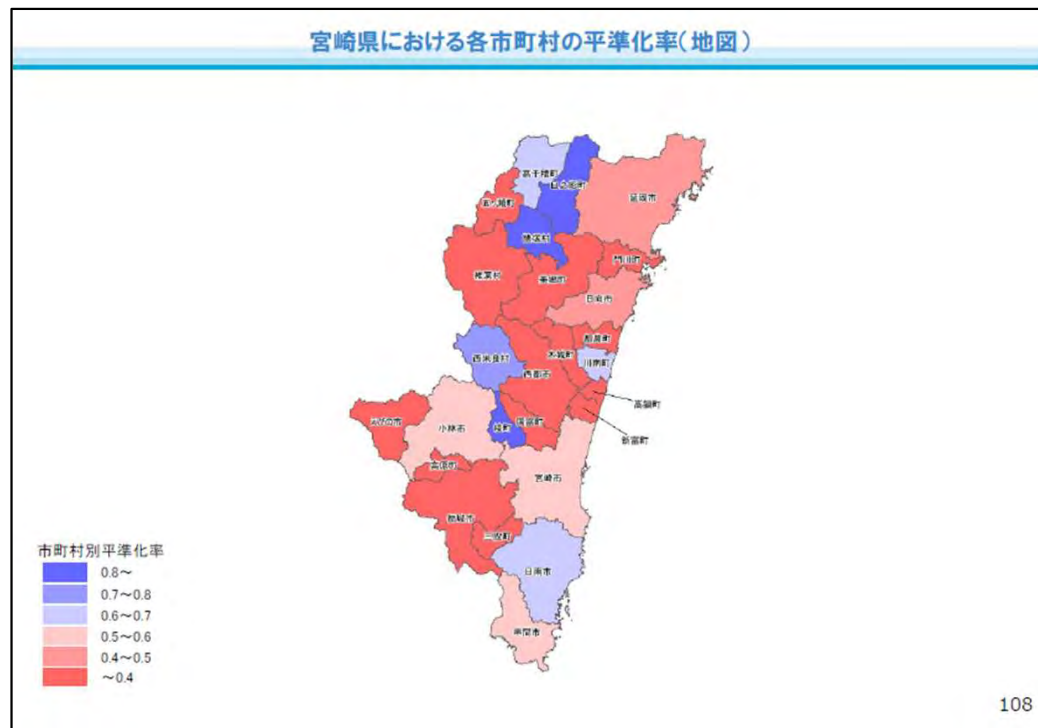 宮崎県における各市町村の平準化率(地図)
高千穂町
日之影町
延岡市
五ヶ瀬町
諸塚村
椎葉村
美郷町
門川町
日向市
都農町
木城町
川南町
西米良村
西都市
高鍋町
新富町
えびの市
小林市
綾町
国富町
高原町
宮崎市
都城市
三股町
日南市
串間市
市町村別平準化率
0.8～
0.7～0.8
0.6～0.7
0.5～0.6
0.4～0.5
～0.4
108